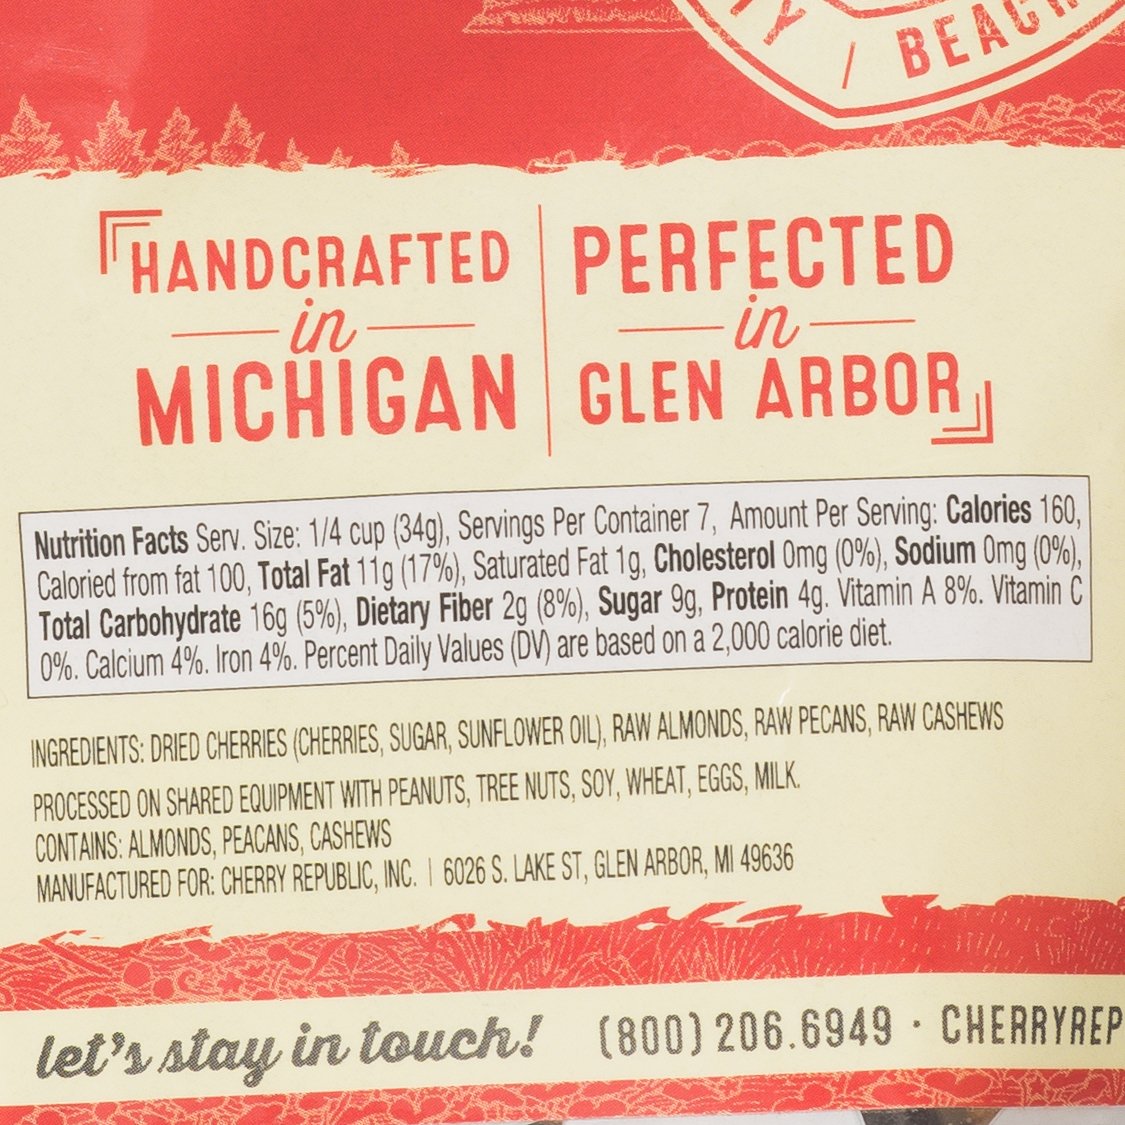 / BEACH
HANDCRAFTED
in
MICHIGAN
PERFECTED
in
GLEN ARBOR
Nutrition Facts Serv. Size: 1/4 cup (34g), Servings Per Container 7, Amount Per Serving: Calories 160,
Caloried from fat 100, Total Fat 11g (17%), Saturated Fat 1g, Cholesterol 0mg (0%), Sodium 0mg (0%),
Total Carbohydrate 16g (5%), Dietary Fiber 2g (8%), Sugar 9g, Protein 4g. Vitamin A 8%. Vitamin C
0%. Calcium 4%. Iron 4%. Percent Daily Values (DV) are based on a 2,000 calorie diet.
INGREDIENTS: DRIED CHERRIES (CHERRIES, SUGAR, SUNFLOWER OIL), RAW ALMONDS, RAW PECANS, RAW CASHEWS
PROCESSED ON SHARED EQUIPMENT WITH PEANUTS, TREE NUTS, SOY, WHEAT, EGGS, MILK.
CONTAINS: ALMONDS, PEACANS, CASHEWS
MANUFACTURED FOR: CHERRY REPUBLIC, INC. | 6026 S. LAKE ST, GLEN ARBOR, MI 49636
let's stay in touch! (800) 206.6949 · CHERRYREP